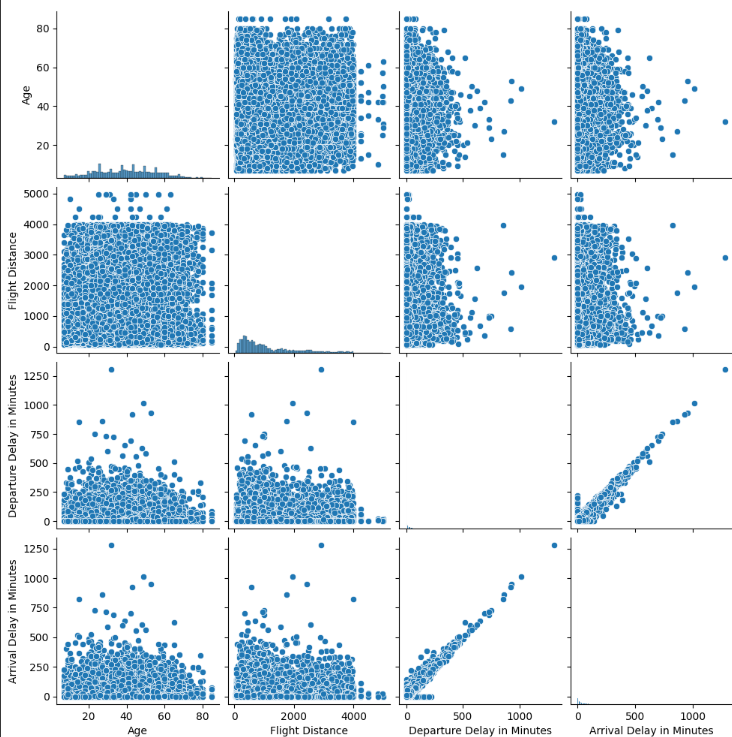 80
60
40
20
Age
5000
4000
3000
2000
1000
0
Flight Distance
1250
1000
750
500
250
0
Departure Delay in Minutes
1250
1000
750
500
250
0
Arrival Delay in Minutes
20 40 60 80
Age
0 2000 4000
Flight Distance
0 500 1000
Departure Delay in Minutes
0 500 1000
Arrival Delay in Minutes